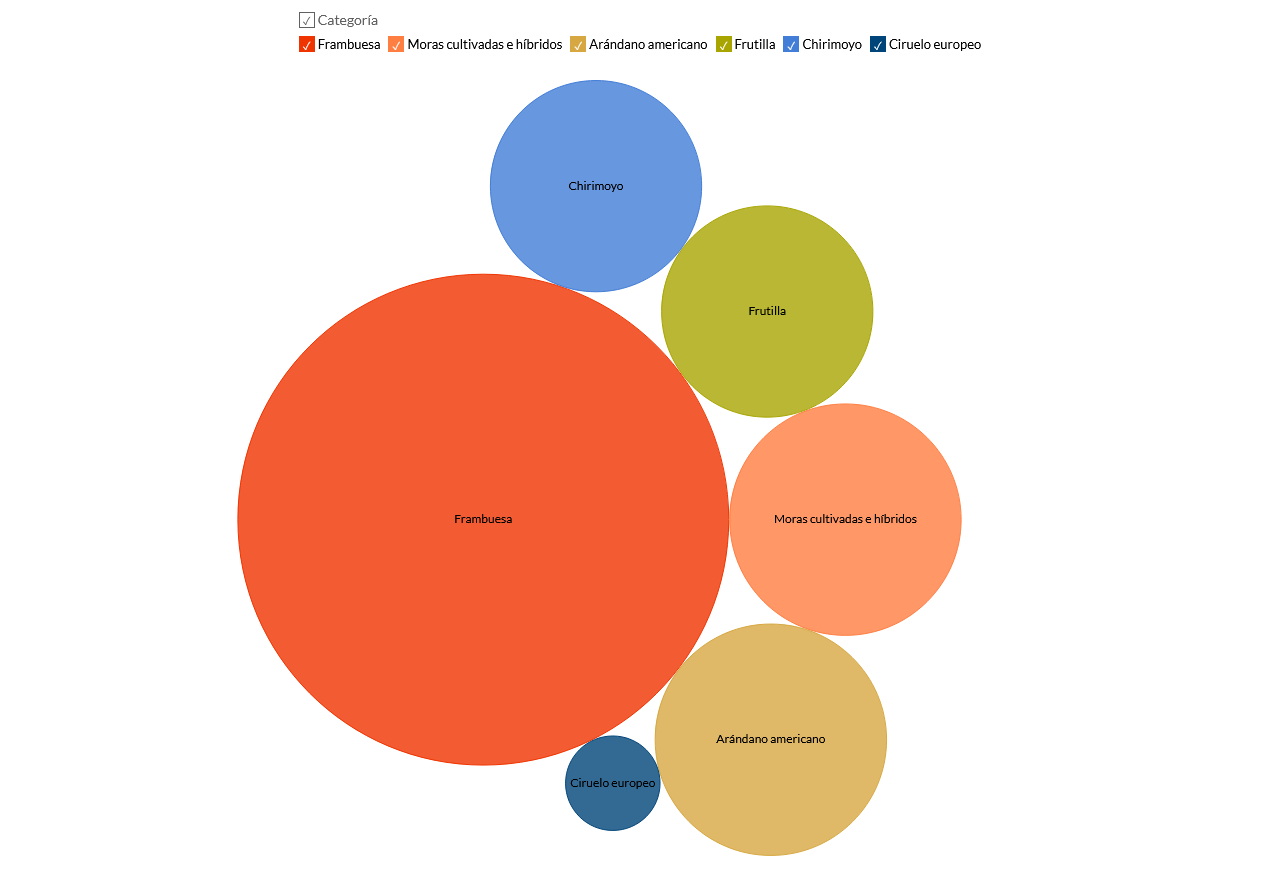 Categoría
Frambuesa Moras cultivadas e híbridos Arándano americano Frutilla Chirimoyo Ciruelo europeo
Chirimoyo
Frutilla
Frambuesa
Moras cultivadas e híbridos
Arándano americano
Ciruelo europeo